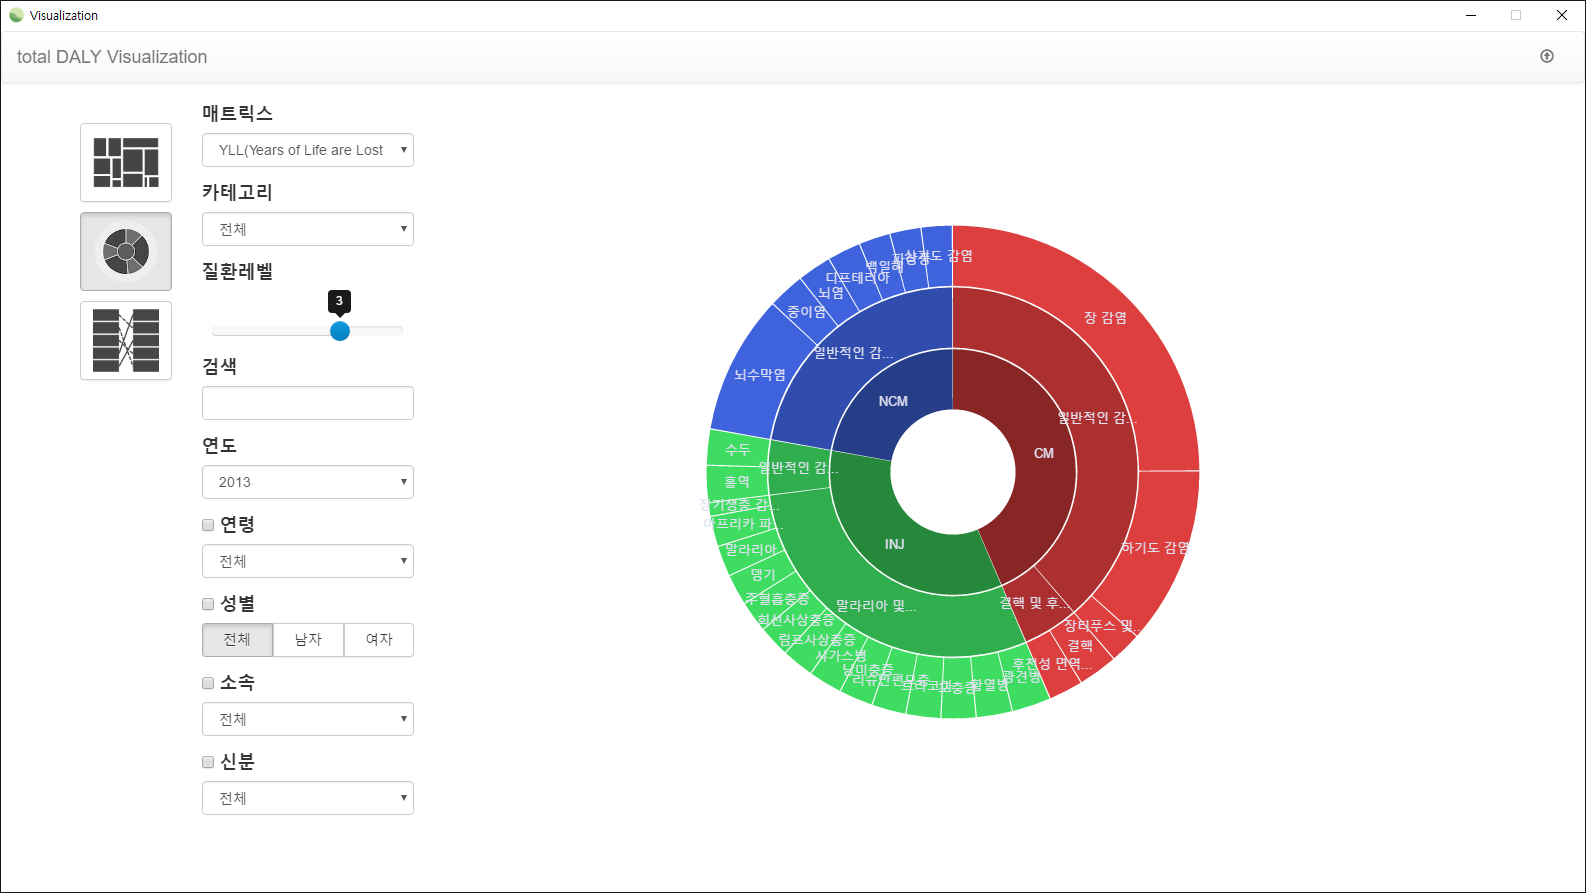 Visualization
total DALY Visualization
매트릭스
YLL(Years of Life are Lost
카테고리
전체
질환레벨
3
검색
연도
2013
연령
전체
성별
전체
남자
여자
소속
전체
신분
전체
장 감염
하기도 감염
장티푸스 및...
결핵
후천성 면역...
광견병
황열병
리슈만편모충
낭미충증
샤가스병
림프사상충증
회선사상충증
주혈흡충증
뎅기
말라리아
아프리카 파...
장기생충 감...
홍역
수두
뇌수막염
중이염
뇌염
디프테리아
백일해
파상풍
상기도 감염
일반적인 감...
결핵 및 후...
말라리아 및...
일반적인 감...
일반적인 감...
CM
INJ
NCM